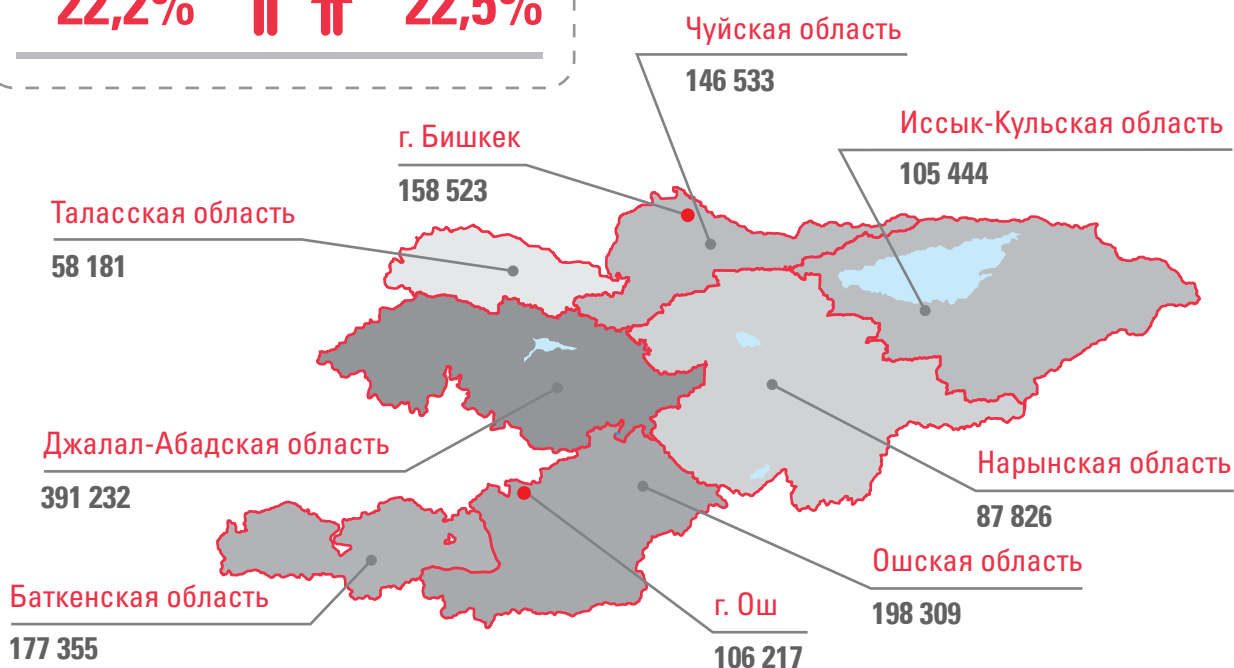 22,2% 22,5%
Чуйская область
146 533
Иссык-Кульская область
105 444
г. Бишкек
158 523
Таласская область
58 181
Джалал-Абадская область
391 232
Нарынская область
87 826
Ошская область
198 309
Баткенская область
177 355
г. Ош
106 217